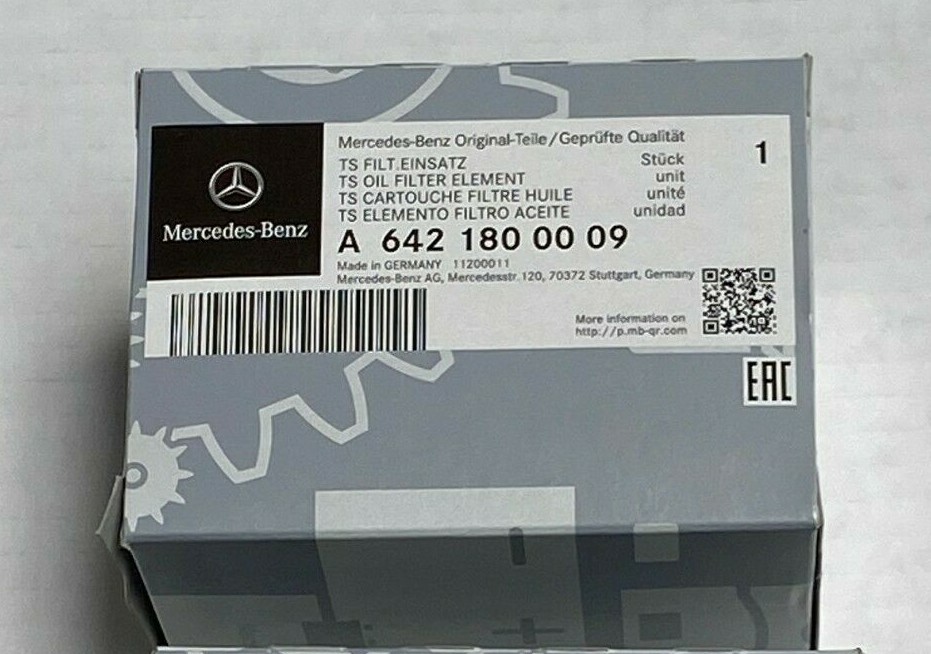 Mercedes-Benz
Mercedes-Benz Original-Teile/Geprüfte Qualität
TS FILT.EINSATZ Stück 1
TS OIL FILTER ELEMENT unit
TS CARTOUCHE FILTRE HUILE unité
TS ELEMENTO FILTRO ACEITE unidad
A 642 180 00 09
Made in GERMANY 11200011
Mercedes-Benz AG, Mercedesstr. 120, 70372 Stuttgart, Germany
More information on
http://p.mb-qr.com
EAC